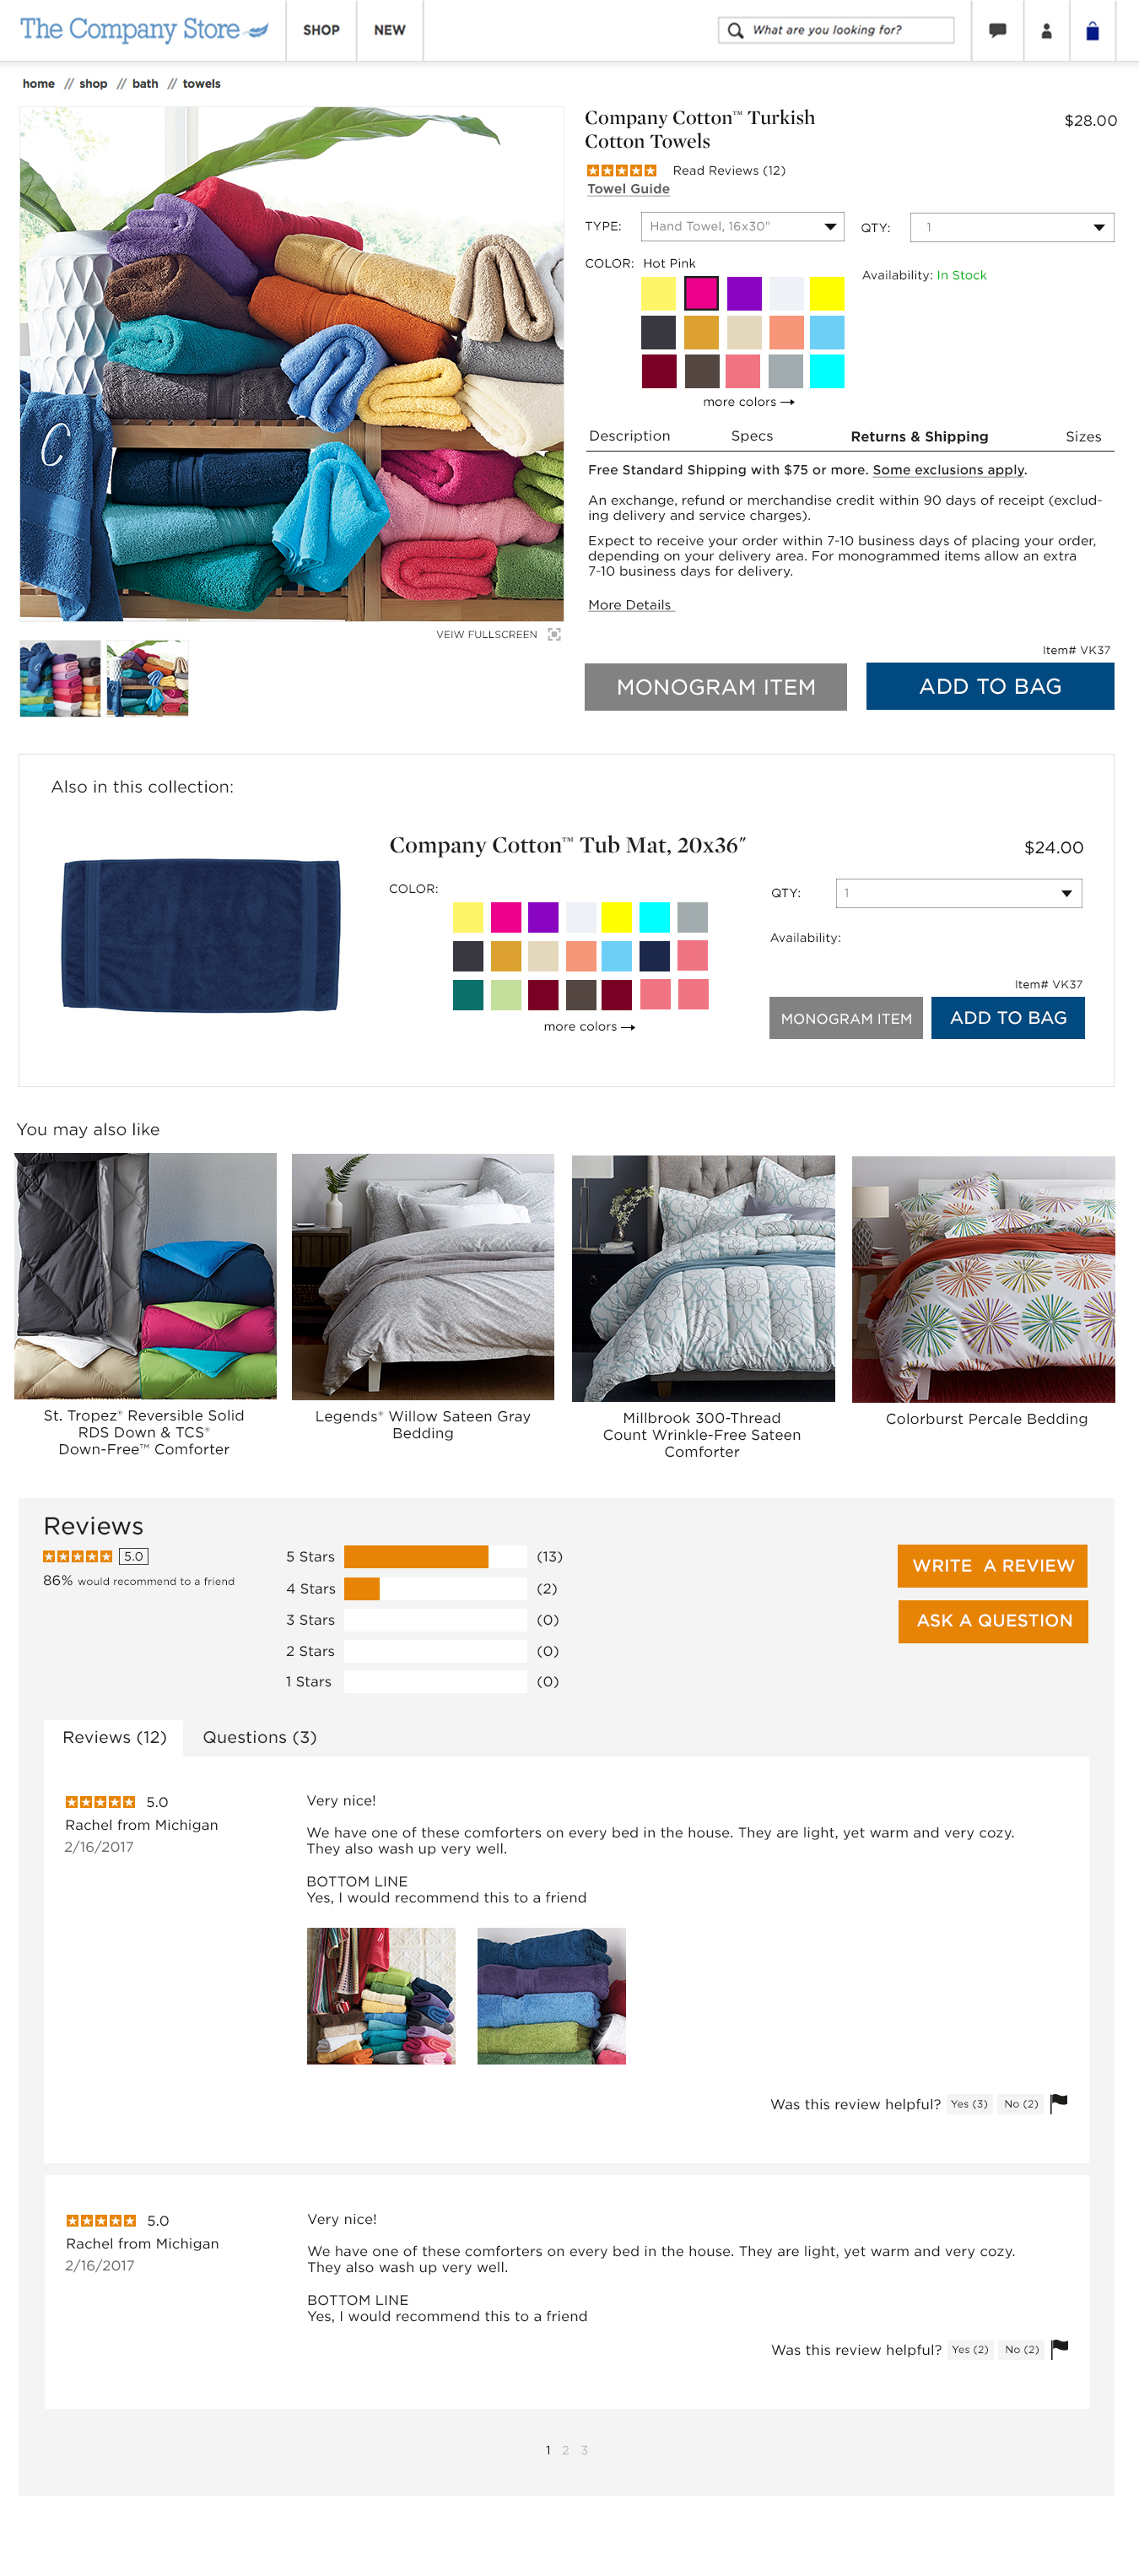 The Company Store
SHOP
NEW
What are you looking for?
home // shop // bath // towels
Company Cotton™ Turkish
Cotton Towels
$28.00
Read Reviews (12)
Towel Guide
TYPE:
Hand Towel, 16x30"
QTY:
1
COLOR: Hot Pink
Availability: In Stock
more colors
Description
Specs
Returns & Shipping
Sizes
Free Standard Shipping with $75 or more. Some exclusions apply.
An exchange, refund or merchandise credit within 90 days of receipt (exclud-
ing delivery and service charges).
Expect to receive your order within 7-10 business days of placing your order,
depending on your delivery area. For monogrammed items allow an extra
7-10 business days for delivery.
More Details
C
VEIW FULLSCREEN
Item# VK37
MONOGRAM ITEM
ADD TO BAG
Also in this collection:
Company Cotton™ Tub Mat, 20x36"
$24.00
COLOR:
QTY:
1
Availability:
more colors
Item# VK37
MONOGRAM ITEM
ADD TO BAG
You may also like
St. Tropez® Reversible Solid
RDS Down & TCS®
Down-Free™ Comforter
Legends® Willow Sateen Gray
Bedding
Millbrook 300-Thread
Count Wrinkle-Free Sateen
Comforter
Colorburst Percale Bedding
Reviews
5.0
86% would recommend to a friend
5 Stars (13)
4 Stars (2)
3 Stars (0)
2 Stars (0)
1 Stars (0)
WRITE A REVIEW
ASK A QUESTION
Reviews (12)
Questions (3)
5.0
Rachel from Michigan
2/16/2017
Very nice!
We have one of these comforters on every bed in the house. They are light, yet warm and very cozy.
They also wash up very well.
BOTTOM LINE
Yes, I would recommend this to a friend
Was this review helpful? Yes (3) No (2)
5.0
Rachel from Michigan
2/16/2017
Very nice!
We have one of these comforters on every bed in the house. They are light, yet warm and very cozy.
They also wash up very well.
BOTTOM LINE
Yes, I would recommend this to a friend
Was this review helpful? Yes (2) No (2)
1 2 3